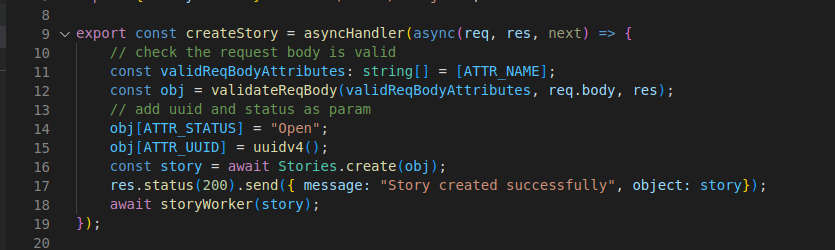 8
9 export const createStory = asyncHandler(async(req, res, next) => {
10 // check the request body is valid
11 const validReqBodyAttributes: string[] = [ATTR_NAME];
12 const obj = validateReqBody(validReqBodyAttributes, req.body, res);
13 // add uuid and status as param
14 obj[ATTR_STATUS] = "Open";
15 obj[ATTR_UUID] = uuidv4();
16 const story = await Stories.create(obj);
17 res.status(200).send({ message: "Story created successfully", object: story});
18 await storyWorker(story);
19 });
20